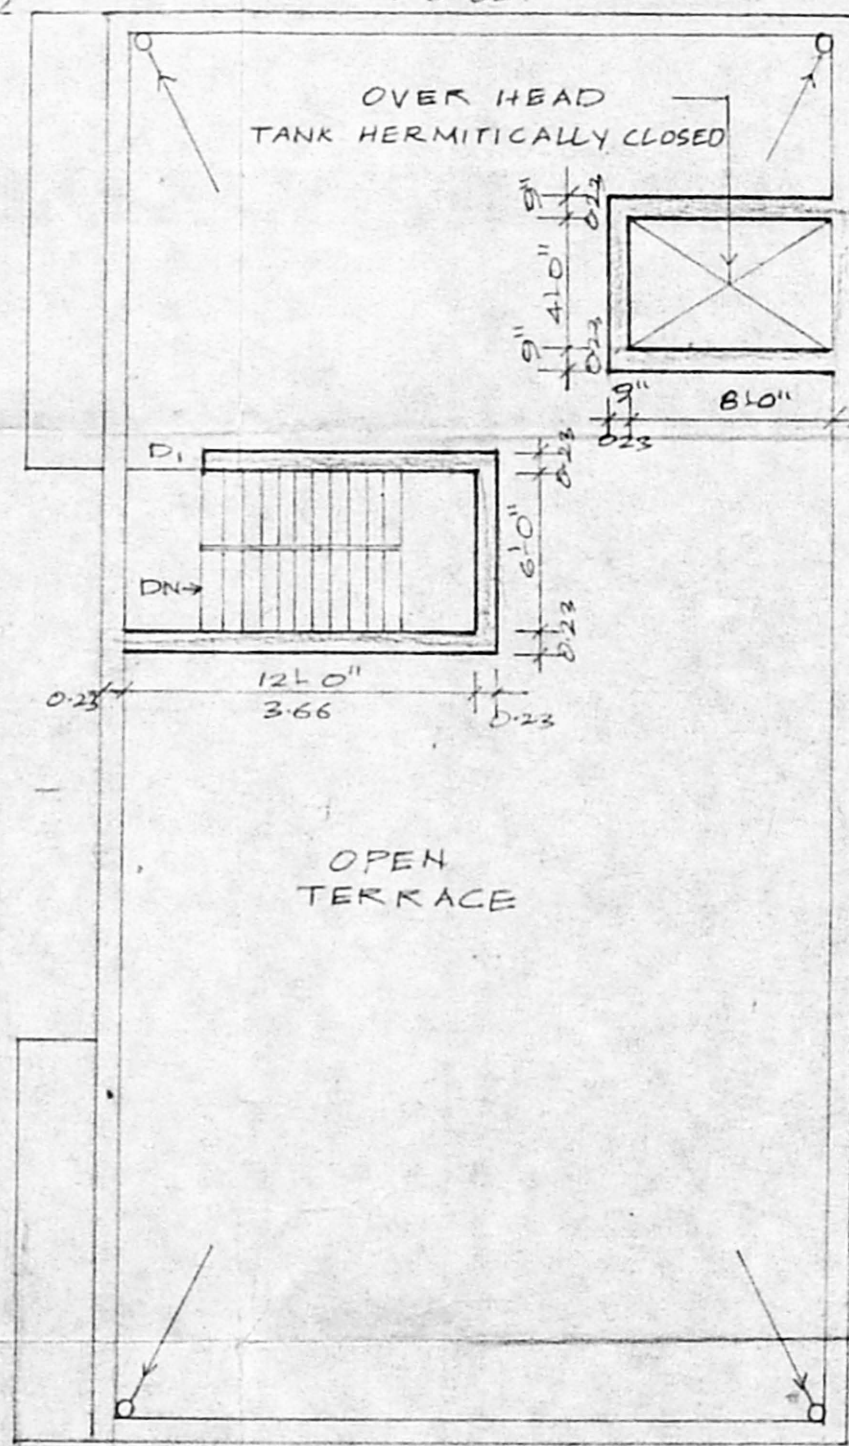 OVER HEAD
TANK HERMITICALLY CLOSED
9"
0.23
4'-0"
9"
0.23
9"
8'-0"
0.23
D1
0.23
6'-0"
DN→
0.23
12'-0"
0.23
3.66
0.23
OPEN
TERRACE